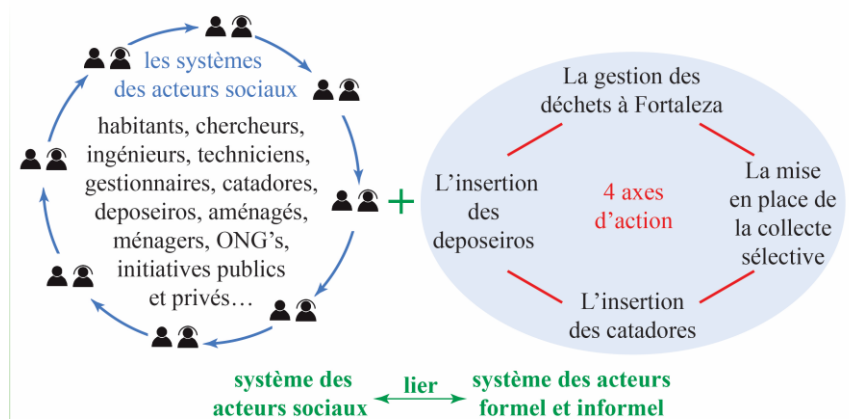 les systèmes
des acteurs sociaux
habitants, chercheurs,
ingénieurs, techniciens,
gestionnaires, catadores,
deposeiros, aménagés,
ménagers, ONG’s,
initiatives publics
et privés…
+
La gestion des
déchets à Fortaleza
L’insertion
des
deposeiros
4 axes
d’action
La mise
en place de
la collecte
sélective
L’insertion
des catadores
système des
acteurs sociaux
lier
système des acteurs
formel et informel